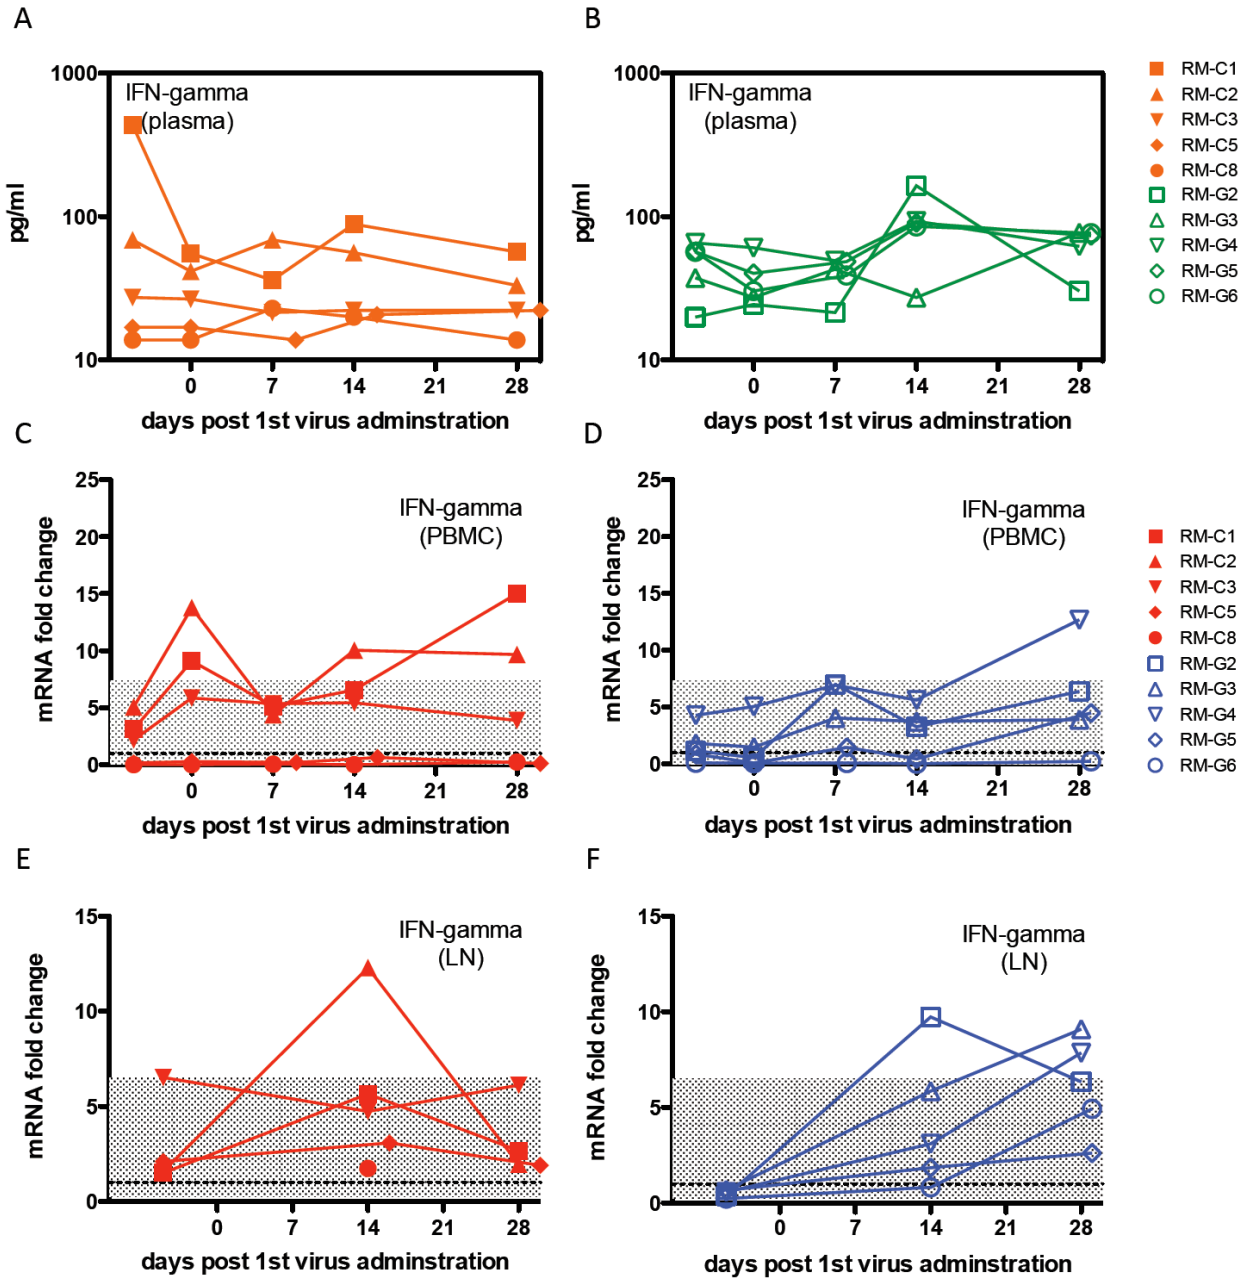 A
B
1000
IFN-gamma
(plasma)
100
10
pg/ml
0 7 14 21 28
days post 1st virus adminstration
1000
IFN-gamma
(plasma)
100
10
pg/ml
0 7 14 21 28
days post 1st virus adminstration
RM-C1
RM-C2
RM-C3
RM-C5
RM-C8
RM-G2
RM-G3
RM-G4
RM-G5
RM-G6
C
D
25
20
15
10
5
0
mRNA fold change
IFN-gamma
(PBMC)
0 7 14 21 28
days post 1st virus adminstration
25
20
15
10
5
0
mRNA fold change
IFN-gamma
(PBMC)
0 7 14 21 28
days post 1st virus adminstration
RM-C1
RM-C2
RM-C3
RM-C5
RM-C8
RM-G2
RM-G3
RM-G4
RM-G5
RM-G6
E
F
15
10
5
0
mRNA fold change
IFN-gamma
(LN)
0 7 14 21 28
days post 1st virus adminstration
15
10
5
0
mRNA fold change
IFN-gamma
(LN)
0 7 14 21 28
days post 1st virus adminstration